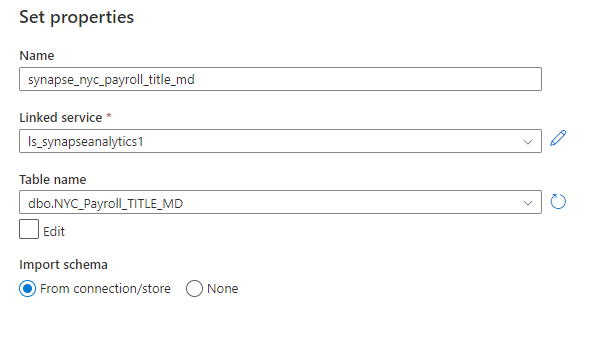 Set properties
Name
synapse_nyc_payroll_title_md
Linked service *
ls_synapseanalytics1
Table name
dbo.NYC_Payroll_TITLE_MD
Edit
Import schema
From connection/store None